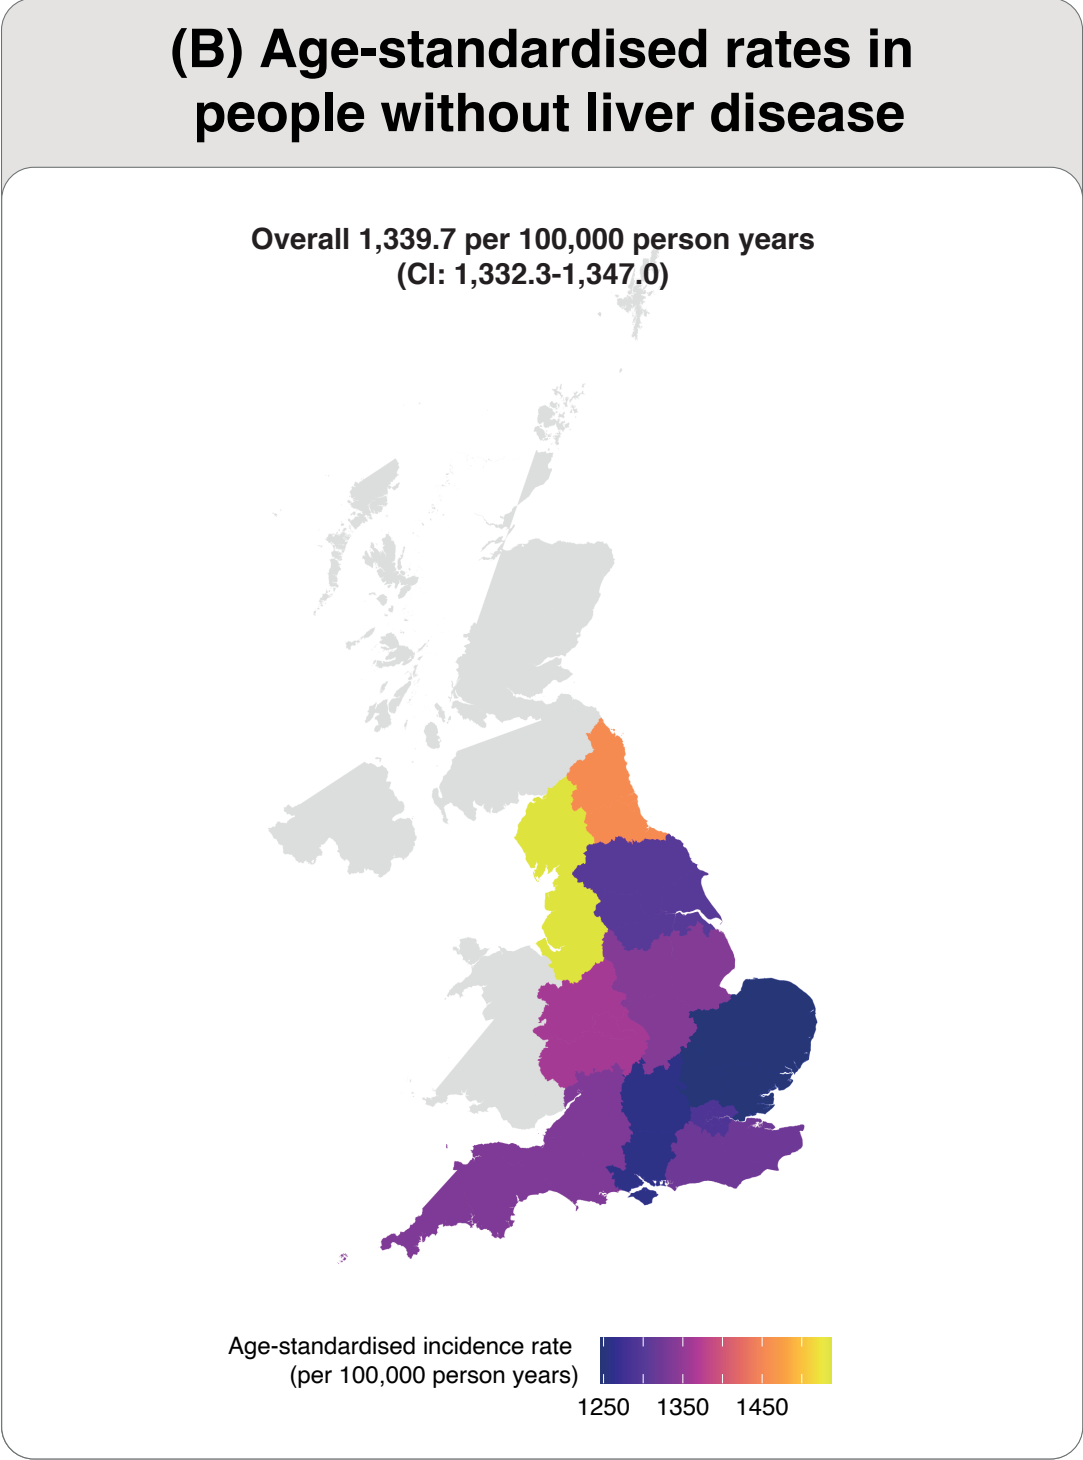 (B) Age-standardised rates in
people without liver disease
Overall 1,339.7 per 100,000 person years
(CI: 1,332.3-1,347.0)
Age-standardised incidence rate
(per 100,000 person years)
1250 1350 1450